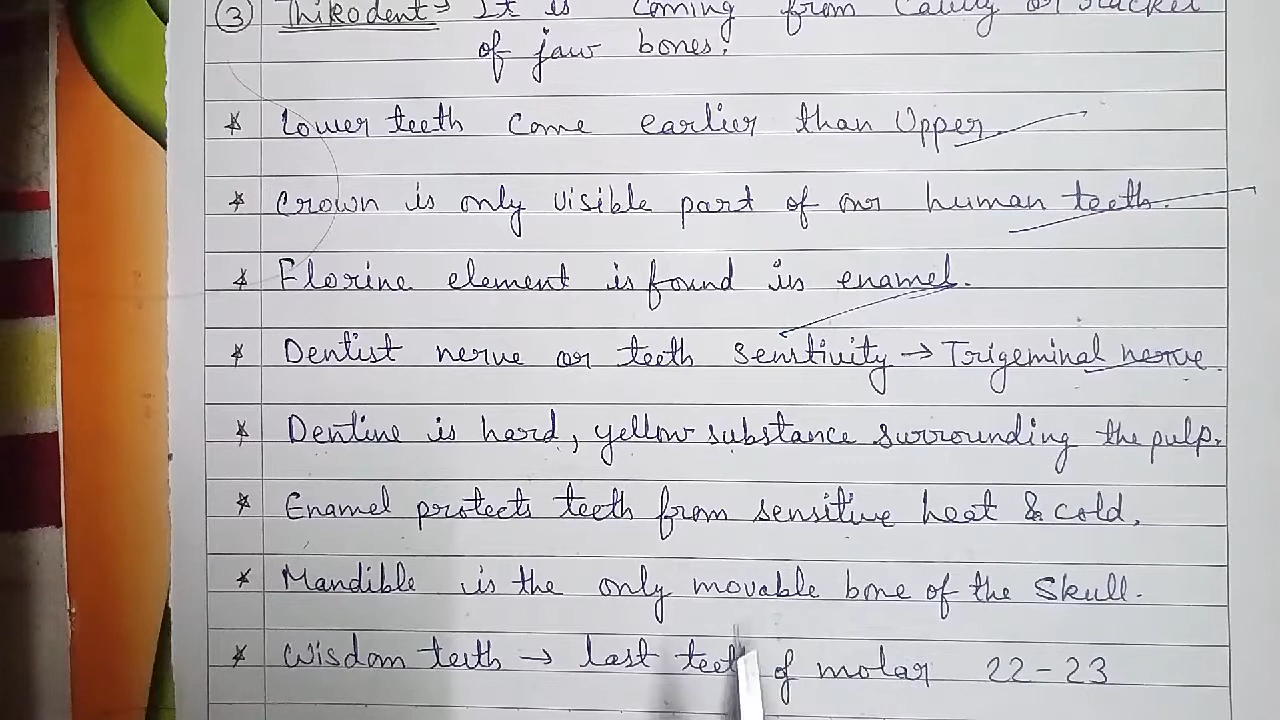 (3) Thikodent → It is coming from cavity or
of jaw bones.
* Lower teeth come earlier than Upper
* Crown is only visible part of our human teeth.
* Florine element is found in enamel.
* Dentist nerve or teeth sensitivity → Trigeminal nerve.
* Dentine is hard, yellow substance surrounding the pulp.
* Enamel protects teeth from sensitive heat & cold.
* Mandible is the only movable bone of the Skull.
* Wisdom teeth → last teeth of molar 22-23